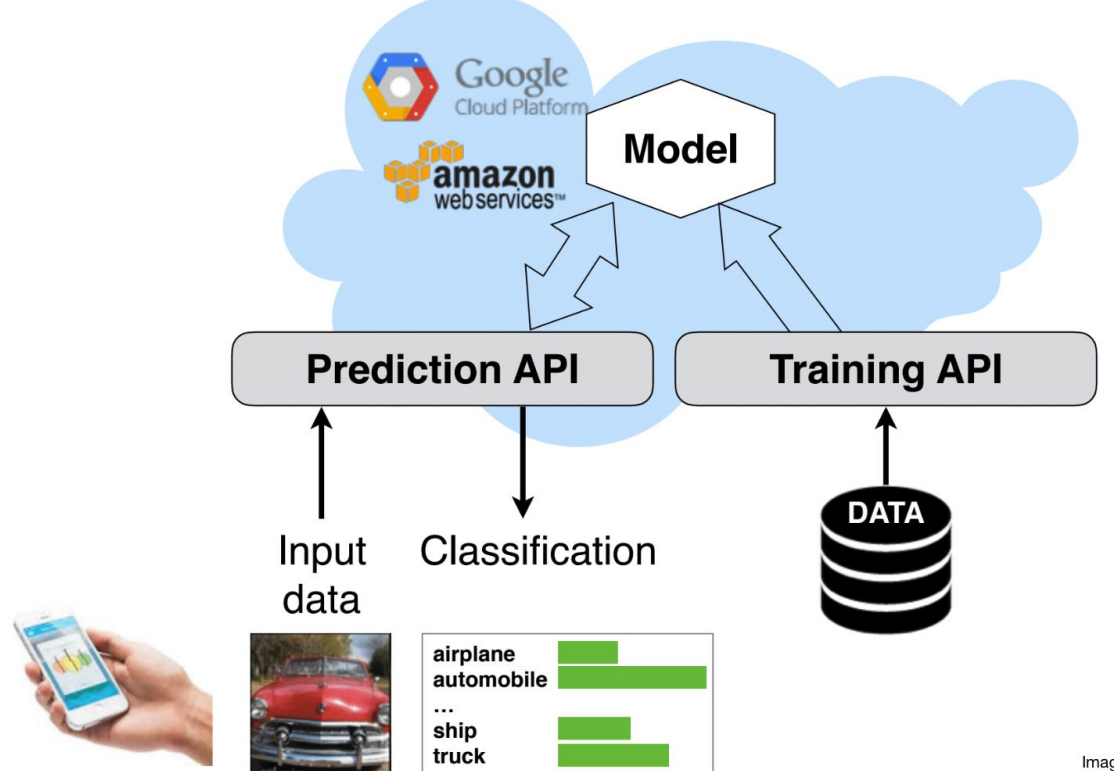 Google
Cloud Platform
amazon
web services™
Model
Prediction API
Training API
Input
data
Classification
DATA
airplane
automobile
...
ship
truck
Imag